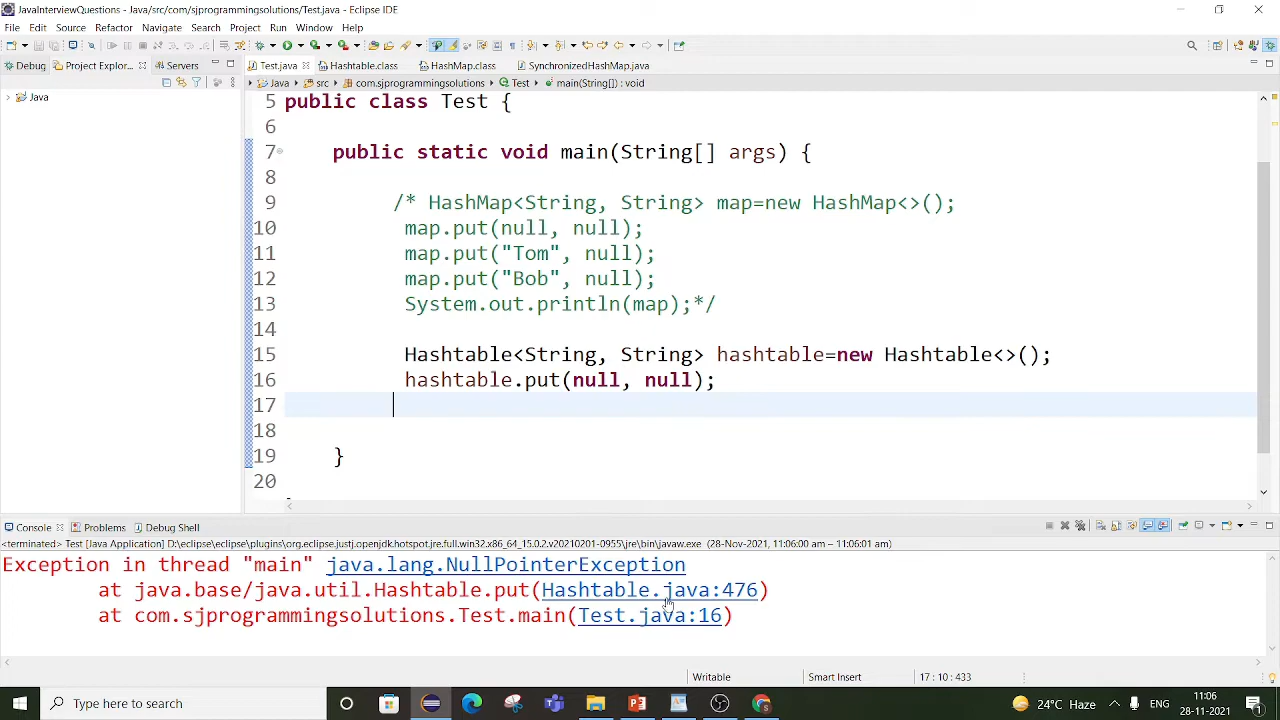 JavaInterviewQuestions - Java/src/com/sjprogrammingsolutions/Test.java - Eclipse IDE
File Edit Source Refactor Navigate Search Project Run Window Help
Debug Project Explor... Servers Test.java Hashtable.class HashMap.class SynchronizedHashMap.java
Java src com.sjprogrammingsolutions Test main(String[]) : void
Java
5 public class Test {
6
7 public static void main(String[] args) {
8
9 /* HashMap<String, String> map=new HashMap<>();
10 map.put(null, null);
11 map.put("Tom", null);
12 map.put("Bob", null);
13 System.out.println(map);*/
14
15 Hashtable<String, String> hashtable=new Hashtable<>();
16 hashtable.put(null, null);
17
18
19 }
20
Console Problems Debug Shell
<terminated> Test [Java Application] D:\eclipse\eclipse\plugins\org.eclipse.justj.openjdk.hotspot.jre.full.win32.x86_64_15.0.2.v20210201-0955\jre\bin\javaw.exe (28-Nov-2021, 11:06:00 am – 11:06:01 am)
Exception in thread "main" java.lang.NullPointerException
at java.base/java.util.Hashtable.put(Hashtable.java:476)
at com.sjprogrammingsolutions.Test.main(Test.java:16)
Writable Smart Insert 17 : 10 : 433
Type here to search 24°C Haze ENG 11:06
28-11-2021